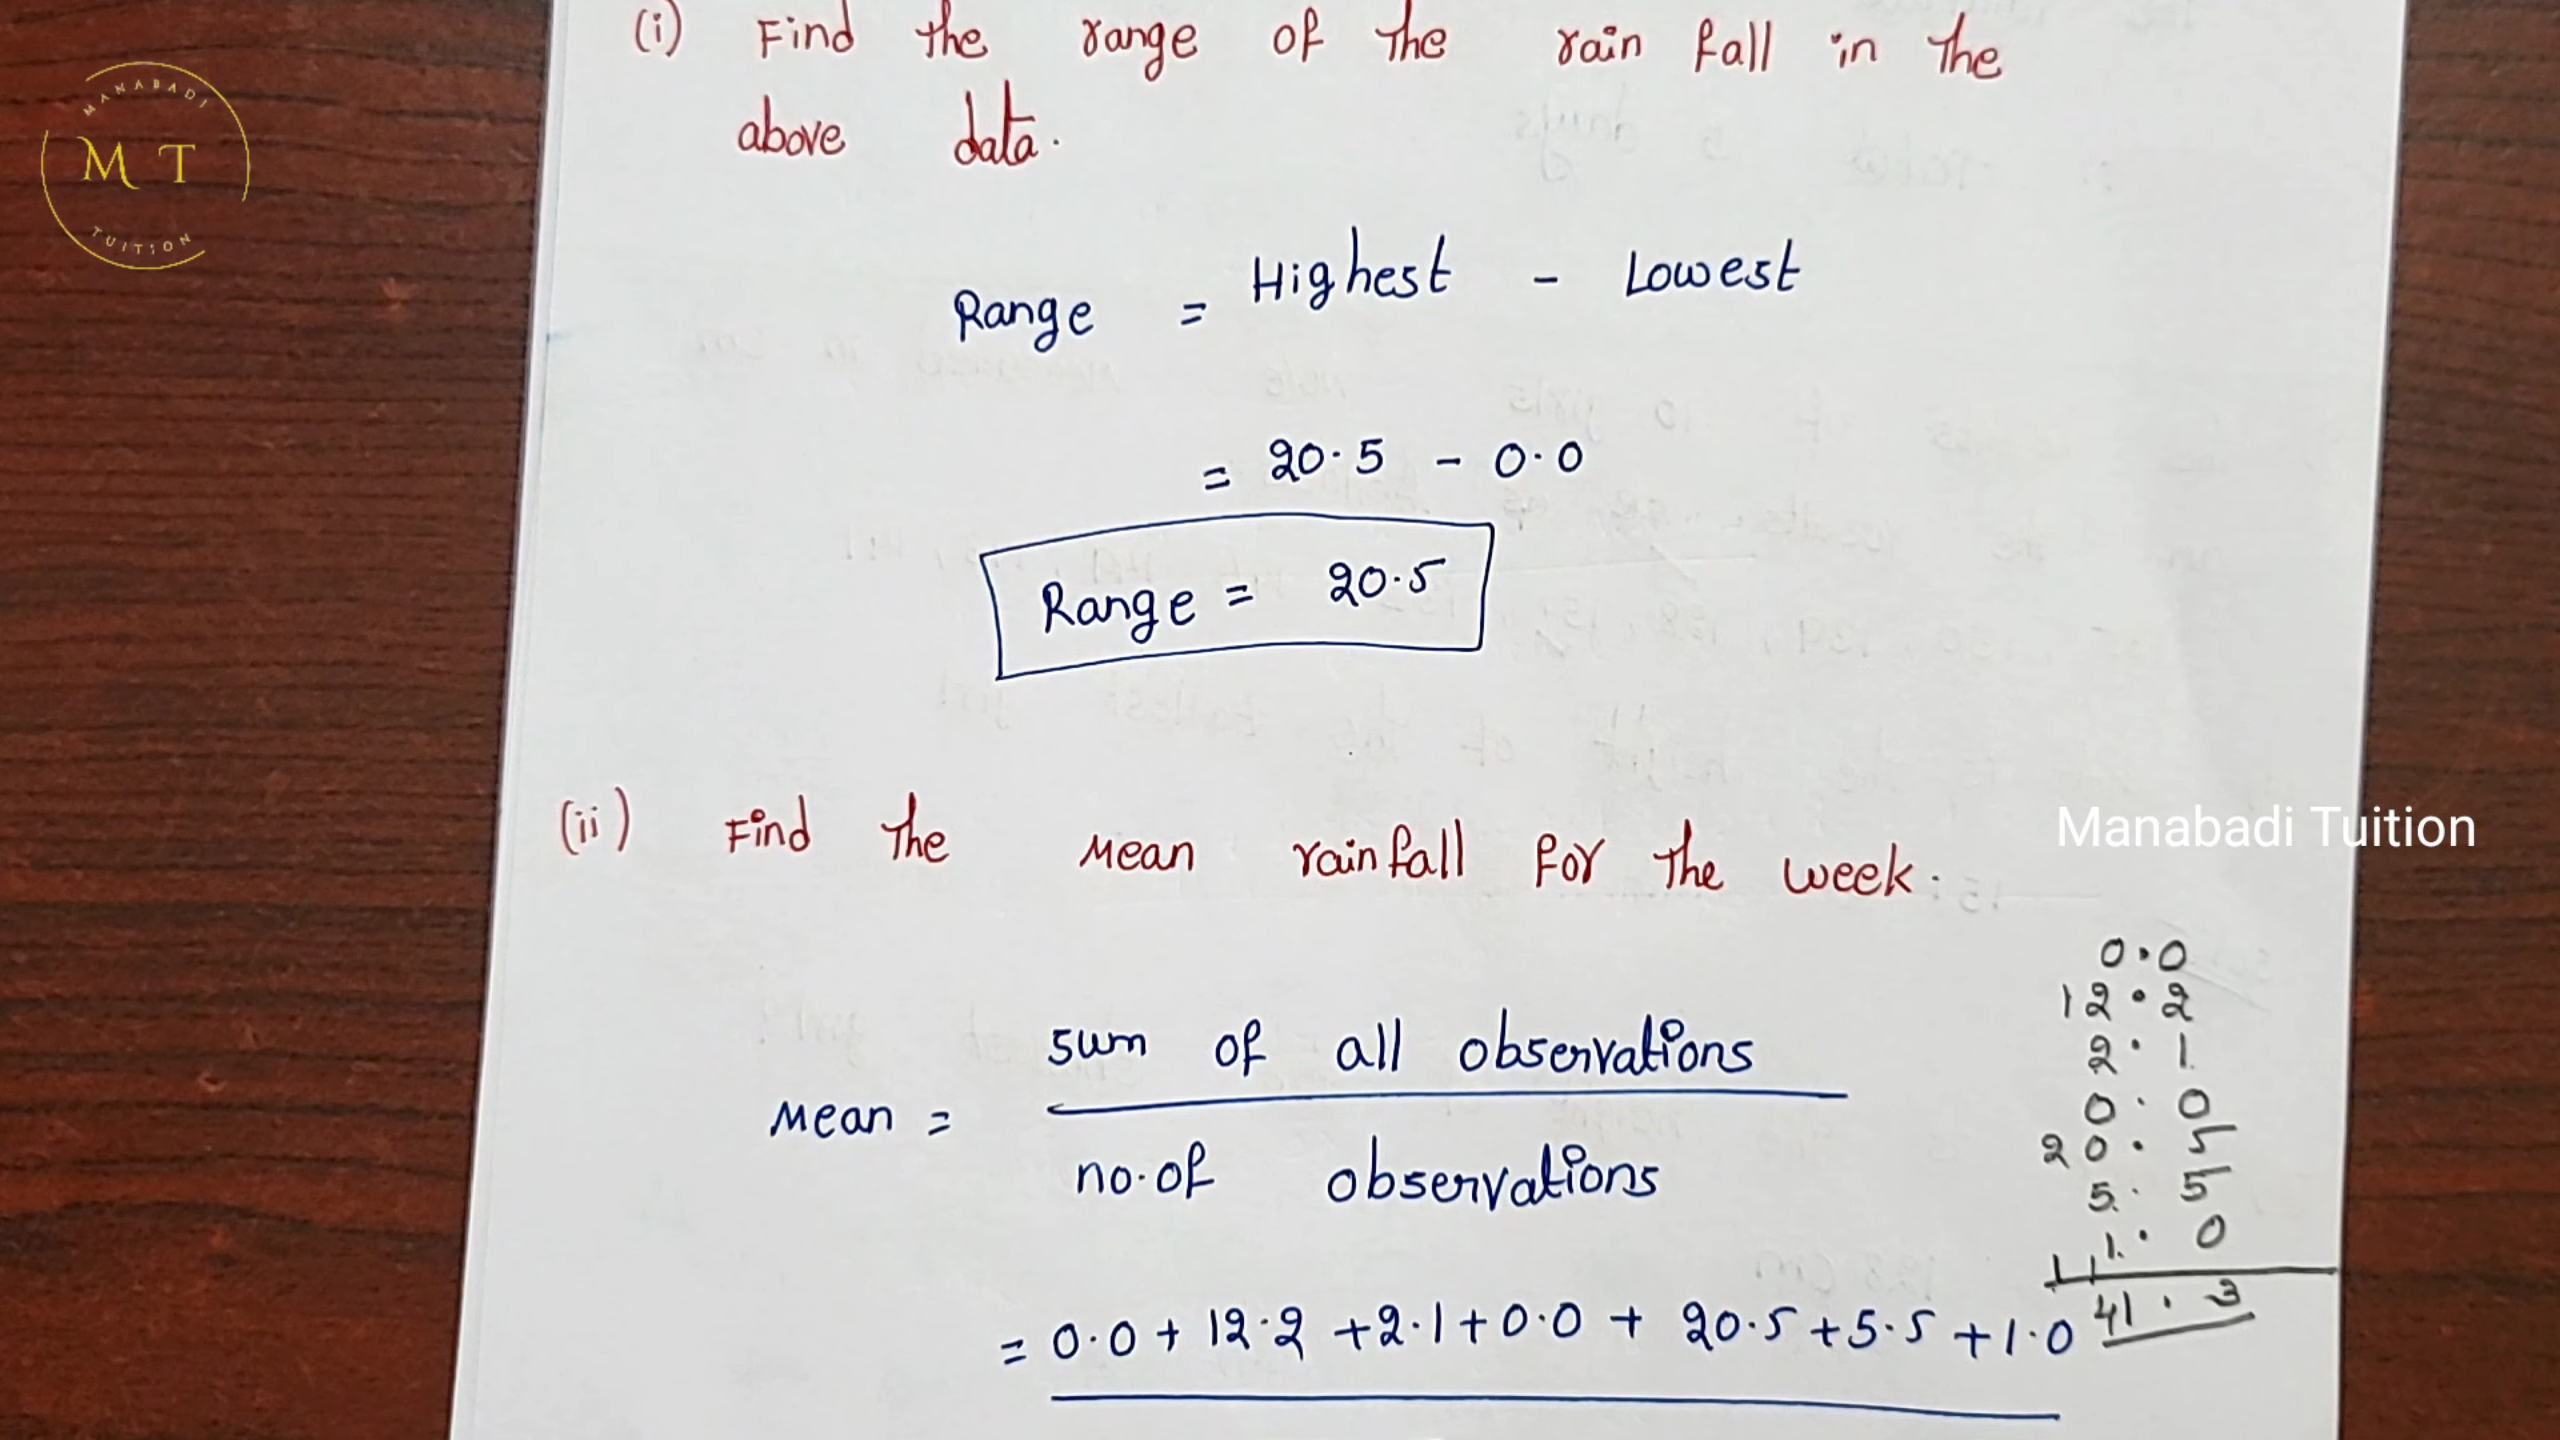 (i) Find the range of the rain fall in the
above data.
MANABADI
M T
TUITION
Range = Highest - Lowest
= 20.5 - 0.0
Range = 20.5
(ii) Find the Mean rainfall for the week.
Manabadi Tuition
0.0
12.2
2.1
0.0
20.5
5.5
1.0
1 1
41.3
Mean = sum of all observations
no.of observations
= 0.0 + 12.2 + 2.1 + 0.0 + 20.5 + 5.5 + 1.0